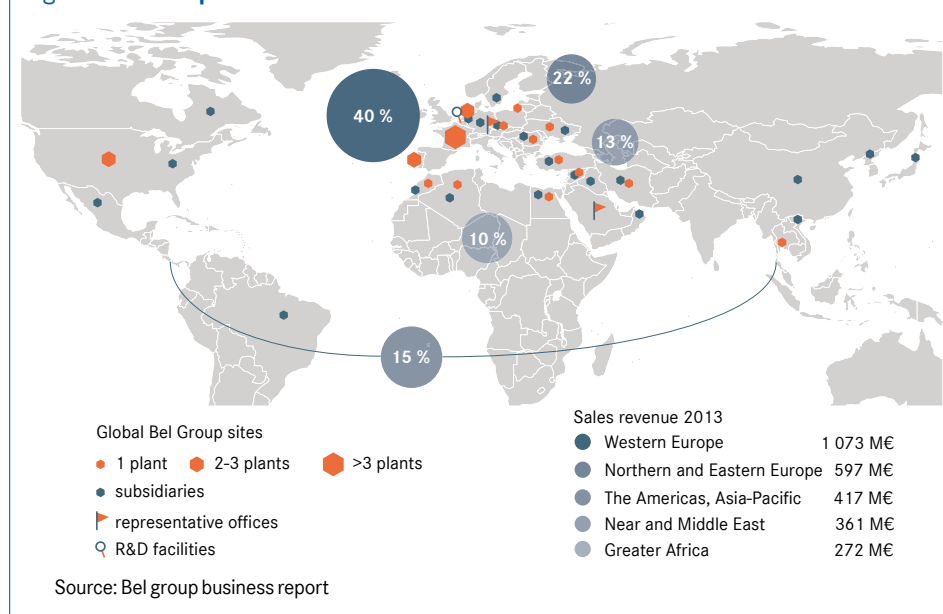 22 %
40 %
13 %
10 %
15 %
Global Bel Group sites
1 plant 2-3 plants >3 plants
subsidiaries
representative offices
R&D facilities
Sales revenue 2013
Western Europe 1 073 M€
Northern and Eastern Europe 597 M€
The Americas, Asia-Pacific 417 M€
Near and Middle East 361 M€
Greater Africa 272 M€
Source: Bel group business report